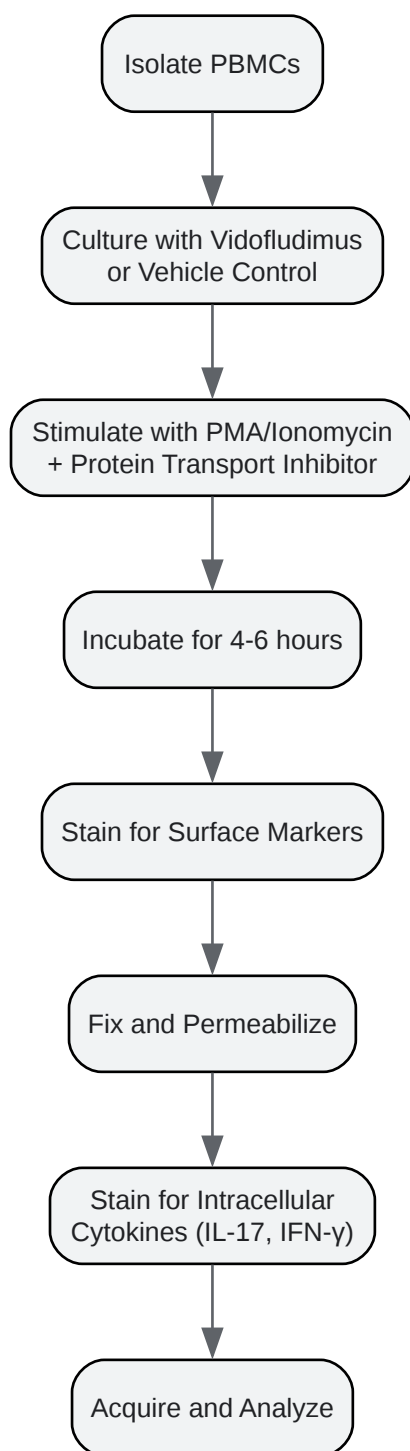 Isolate PBMCs
Culture with Vidofludimus
or Vehicle Control
Stimulate with PMA/Ionomycin
+ Protein Transport Inhibitor
Incubate for 4-6 hours
Stain for Surface Markers
Fix and Permeabilize
Stain for Intracellular
Cytokines (IL-17, IFN-γ)
Acquire and Analyze